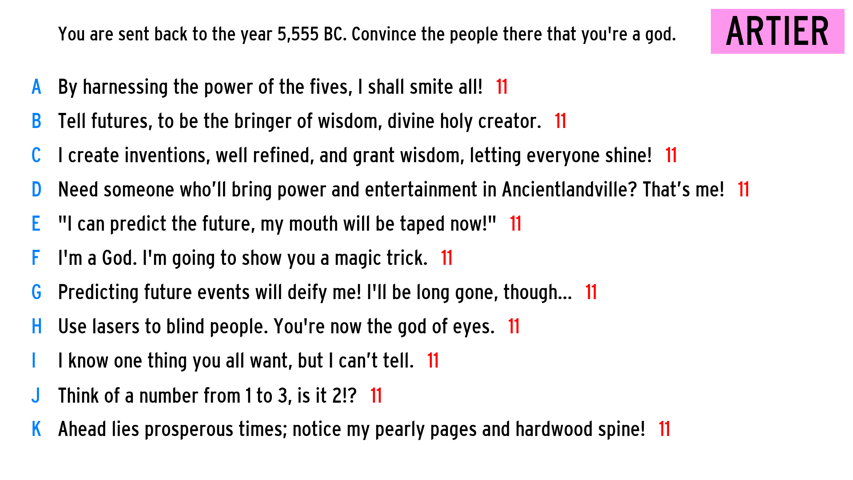 You are sent back to the year 5,555 BC. Convince the people there that you're a god.
ARTIER
A By harnessing the power of the fives, I shall smite all! 11
B Tell futures, to be the bringer of wisdom, divine holy creator. 11
C I create inventions, well refined, and grant wisdom, letting everyone shine! 11
D Need someone who’ll bring power and entertainment in Ancientlandville? That’s me! 11
E "I can predict the future, my mouth will be taped now!" 11
F I'm a God. I'm going to show you a magic trick. 11
G Predicting future events will deify me! I'll be long gone, though... 11
H Use lasers to blind people. You're now the god of eyes. 11
I I know one thing you all want, but I can’t tell. 11
J Think of a number from 1 to 3, is it 2!? 11
K Ahead lies prosperous times; notice my pearly pages and hardwood spine! 11